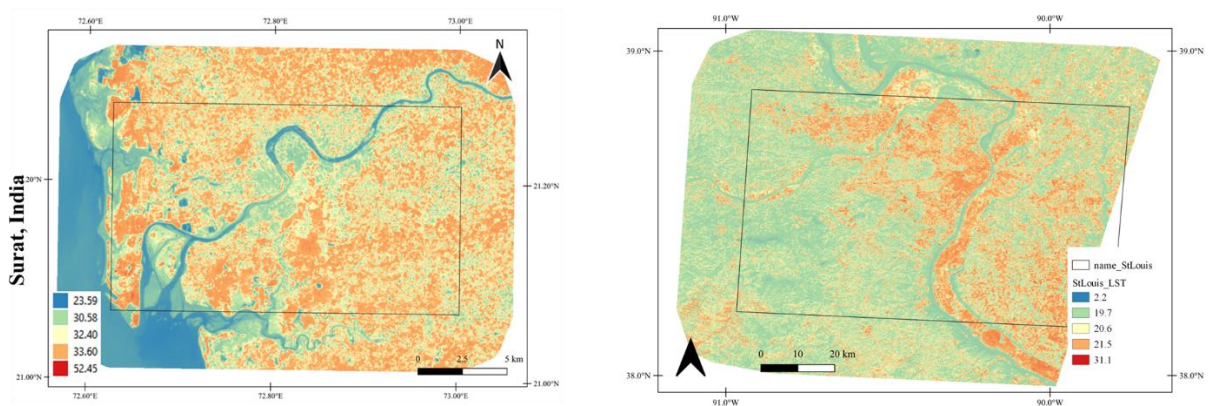 72.60°E
72.80°E
73.00°E
N
21.20°N
21.20°N
Surat, India
23.59
30.58
32.40
33.60
52.45
0
2.5
5 km
21.00°N
21.00°N
72.60°E
72.80°E
73.00°E
91.0°W
90.0°W
39.0°N
39.0°N
name_StLouis
StLouis_LST
2.2
19.7
20.6
21.5
31.1
0
10
20 km
38.0°N
38.0°N
91.0°W
90.0°W